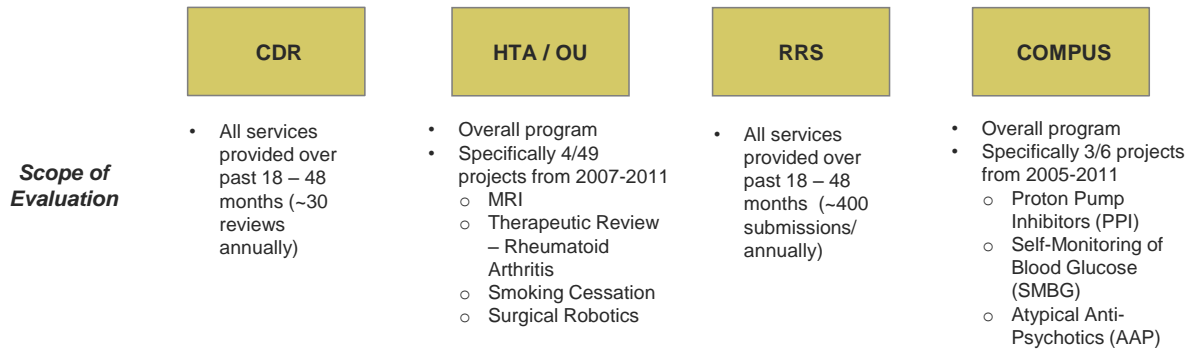 CDR
HTA / OU
RRS
COMPUS
Scope of
Evaluation
• All services
provided over
past 18 – 48
months (~30
reviews
annually)
• Overall program
• Specifically 4/49
projects from 2007-2011
o MRI
o Therapeutic Review
– Rheumatoid
Arthritis
o Smoking Cessation
o Surgical Robotics
• All services
provided over
past 18 – 48
months (~400
submissions/
annually)
• Overall program
• Specifically 3/6 projects
from 2005-2011
o Proton Pump
Inhibitors (PPI)
o Self-Monitoring of
Blood Glucose
(SMBG)
o Atypical Anti-
Psychotics (AAP)